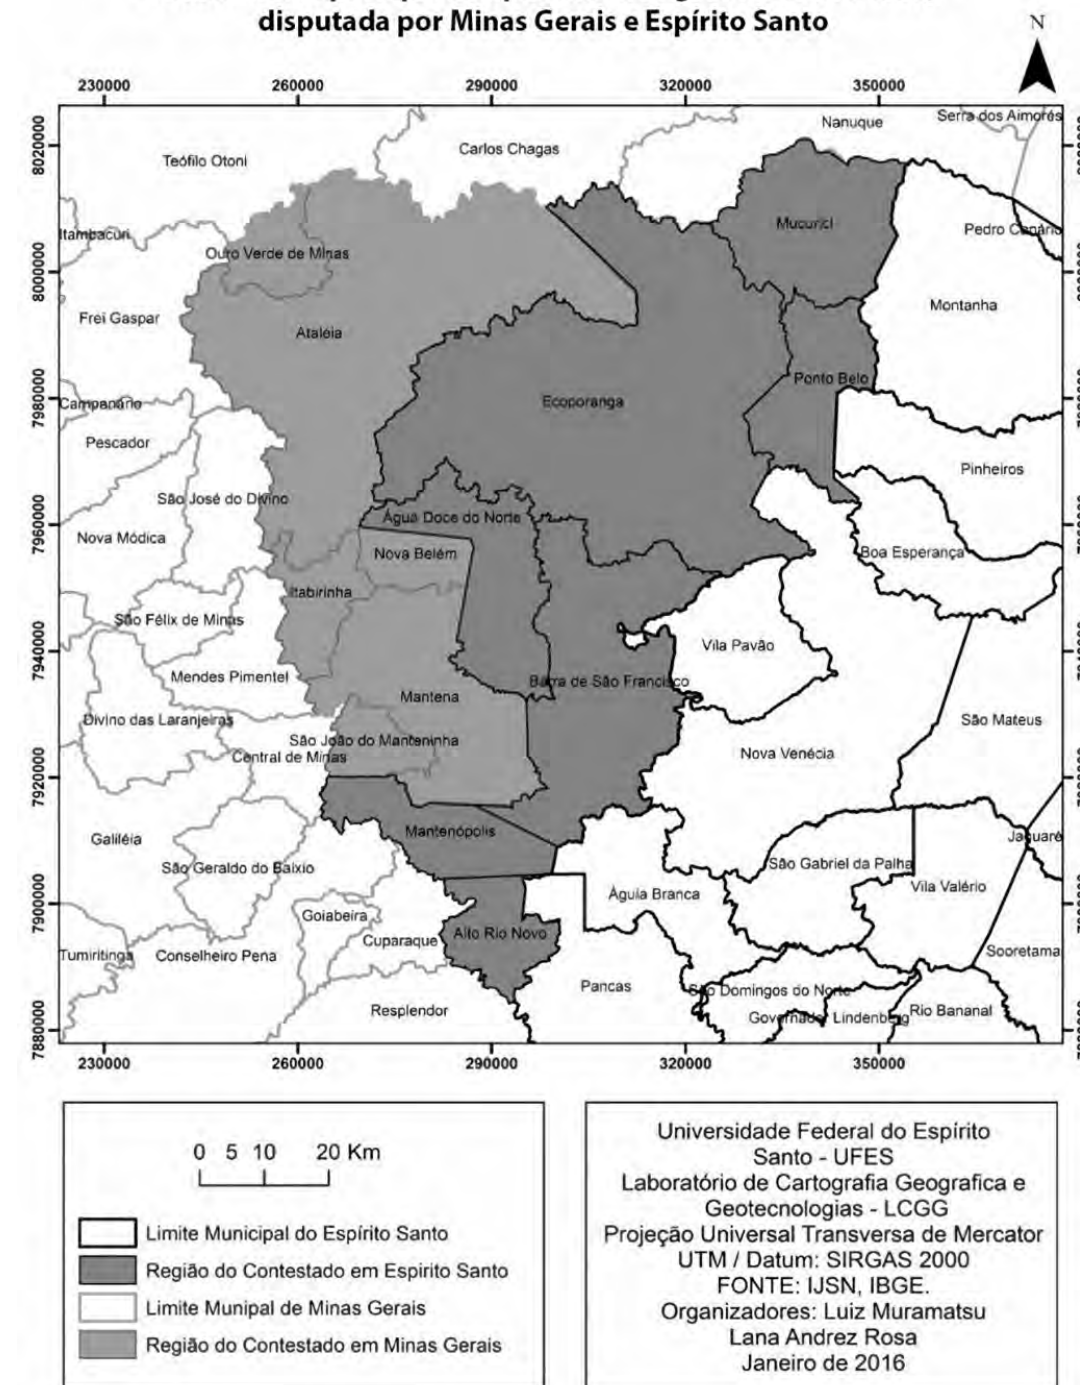 disputada por Minas Gerais e Espírito Santo
N
230000 260000 290000 320000 350000
8020000
8000000
7980000
7960000
7940000
7920000
7900000
7880000
Nanuque
Serra dos Aimorés
Carlos Chagas
Teófilo Otoni
Mucurici
Pedro Canário
Itambacuri
Ouro Verde de Minas
Montanha
Frei Gaspar
Ataléia
Ponto Belo
Ecoporanga
Campanário
Pescador
Pinheiros
São José do Divino
Água Doce do Norte
Nova Módica
Nova Belém
Boa Esperança
Itabirinha
São Félix de Minas
Vila Pavão
Mendes Pimentel
Barra de São Francisco
Mantena
Divino das Laranjeiras
São Mateus
São João do Manteninha
Central de Minas
Nova Venécia
Mantenópolis
Galiléia
Jaguaré
São Geraldo do Baixio
São Gabriel da Palha
Vila Valério
Águia Branca
Goiabeira
Alto Rio Novo
Cuparaque
Tumiritinga
Conselheiro Pena
Sooretama
Pancas
São Domingos do Norte
Resplendor
Governador Lindenberg
Rio Bananal
230000 260000 290000 320000 350000
0 5 10 20 Km
Limite Municipal do Espírito Santo
Região do Contestado em Espirito Santo
Limite Munipal de Minas Gerais
Região do Contestado em Minas Gerais
Universidade Federal do Espírito
Santo - UFES
Laboratório de Cartografia Geografica e
Geotecnologias - LCGG
Projeção Universal Transversa de Mercator
UTM / Datum: SIRGAS 2000
FONTE: IJSN, IBGE.
Organizadores: Luiz Muramatsu
Lana Andrez Rosa
Janeiro de 2016